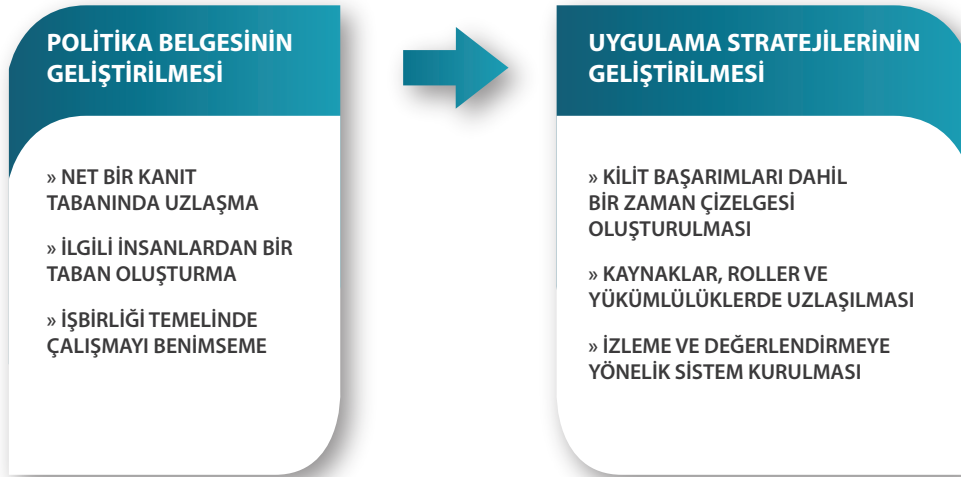 POLİTİKA BELGESİNİN
GELİŞTİRİLMESİ
» NET BİR KANIT
TABANINDA UZLAŞMA
» İLGİLİ İNSANLARDAN BİR
TABAN OLUŞTURMA
» İŞBİRLİĞİ TEMELİNDE
ÇALIŞMAYI BENİMSEME
UYGULAMA STRATEJİLERİNİN
GELİŞTİRİLMESİ
» KİLİT BAŞARIMLARI DAHİL
BİR ZAMAN ÇİZELGESİ
OLUŞTURULMASI
» KAYNAKLAR, ROLLER VE
YÜKÜMLÜLÜKLERDE UZLAŞILMASI
» İZLEME VE DEĞERLENDİRMEYE
YÖNELİK SİSTEM KURULMASI